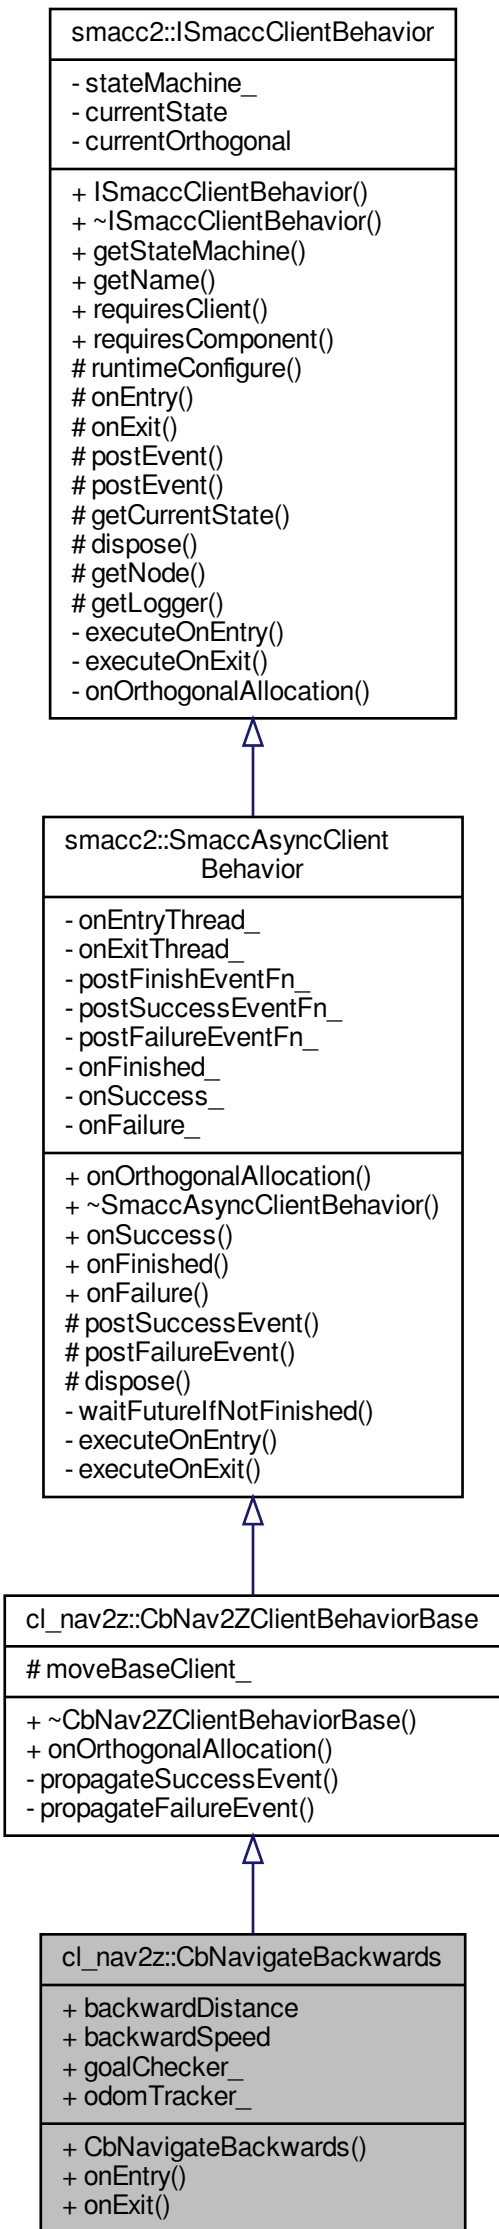 smacc2::ISmaccClientBehavior
- stateMachine_
- currentState
- currentOrthogonal
+ ISmaccClientBehavior()
+ ~ISmaccClientBehavior()
+ getStateMachine()
+ getName()
+ requiresClient()
+ requiresComponent()
# runtimeConfigure()
# onEntry()
# onExit()
# postEvent()
# postEvent()
# getCurrentState()
# dispose()
# getNode()
# getLogger()
- executeOnEntry()
- executeOnExit()
- onOrthogonalAllocation()
smacc2::SmaccAsyncClient
Behavior
- onEntryThread_
- onExitThread_
- postFinishEventFn_
- postSuccessEventFn_
- postFailureEventFn_
- onFinished_
- onSuccess_
- onFailure_
+ onOrthogonalAllocation()
+ ~SmaccAsyncClientBehavior()
+ onSuccess()
+ onFinished()
+ onFailure()
# postSuccessEvent()
# postFailureEvent()
# dispose()
- waitFutureIfNotFinished()
- executeOnEntry()
- executeOnExit()
cl_nav2z::CbNav2ZClientBehaviorBase
# moveBaseClient_
+ ~CbNav2ZClientBehaviorBase()
+ onOrthogonalAllocation()
- propagateSuccessEvent()
- propagateFailureEvent()
cl_nav2z::CbNavigateBackwards
+ backwardDistance
+ backwardSpeed
+ goalChecker_
+ odomTracker_
+ CbNavigateBackwards()
+ onEntry()
+ onExit()